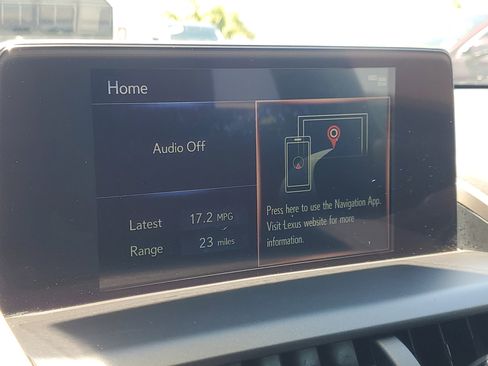 Home
Audio Off
Latest 17.2 MPG
Range 23 miles
Press here to use the Navigation App.
Visit Lexus website for more
information.